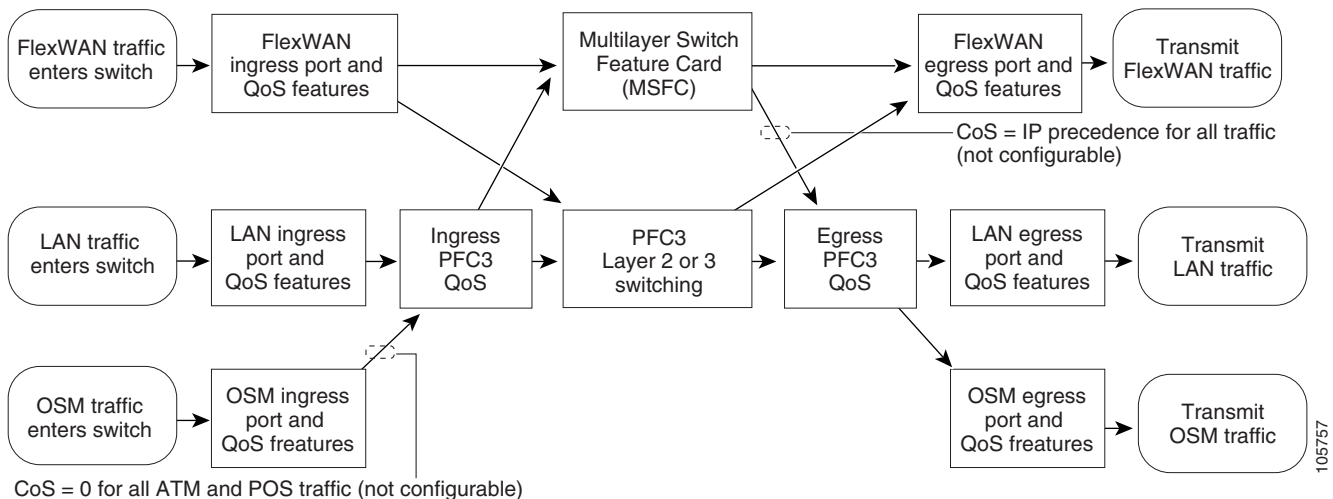 FlexWAN traffic
enters switch
FlexWAN
ingress port and
QoS features
Multilayer Switch
Feature Card
(MSFC)
FlexWAN
egress port and
QoS features
Transmit
FlexWAN traffic
CoS = IP precedence for all traffic
(not configurable)
LAN traffic
enters switch
LAN ingress
port and
QoS features
Ingress
PFC3
QoS
PFC3
Layer 2 or 3
switching
Egress
PFC3
QoS
LAN egress
port and
QoS features
Transmit
LAN traffic
OSM traffic
enters switch
OSM ingress
port and
QoS freatures
OSM egress
port and
QoS freatures
Transmit
OSM traffic
105757
CoS = 0 for all ATM and POS traffic (not configurable)